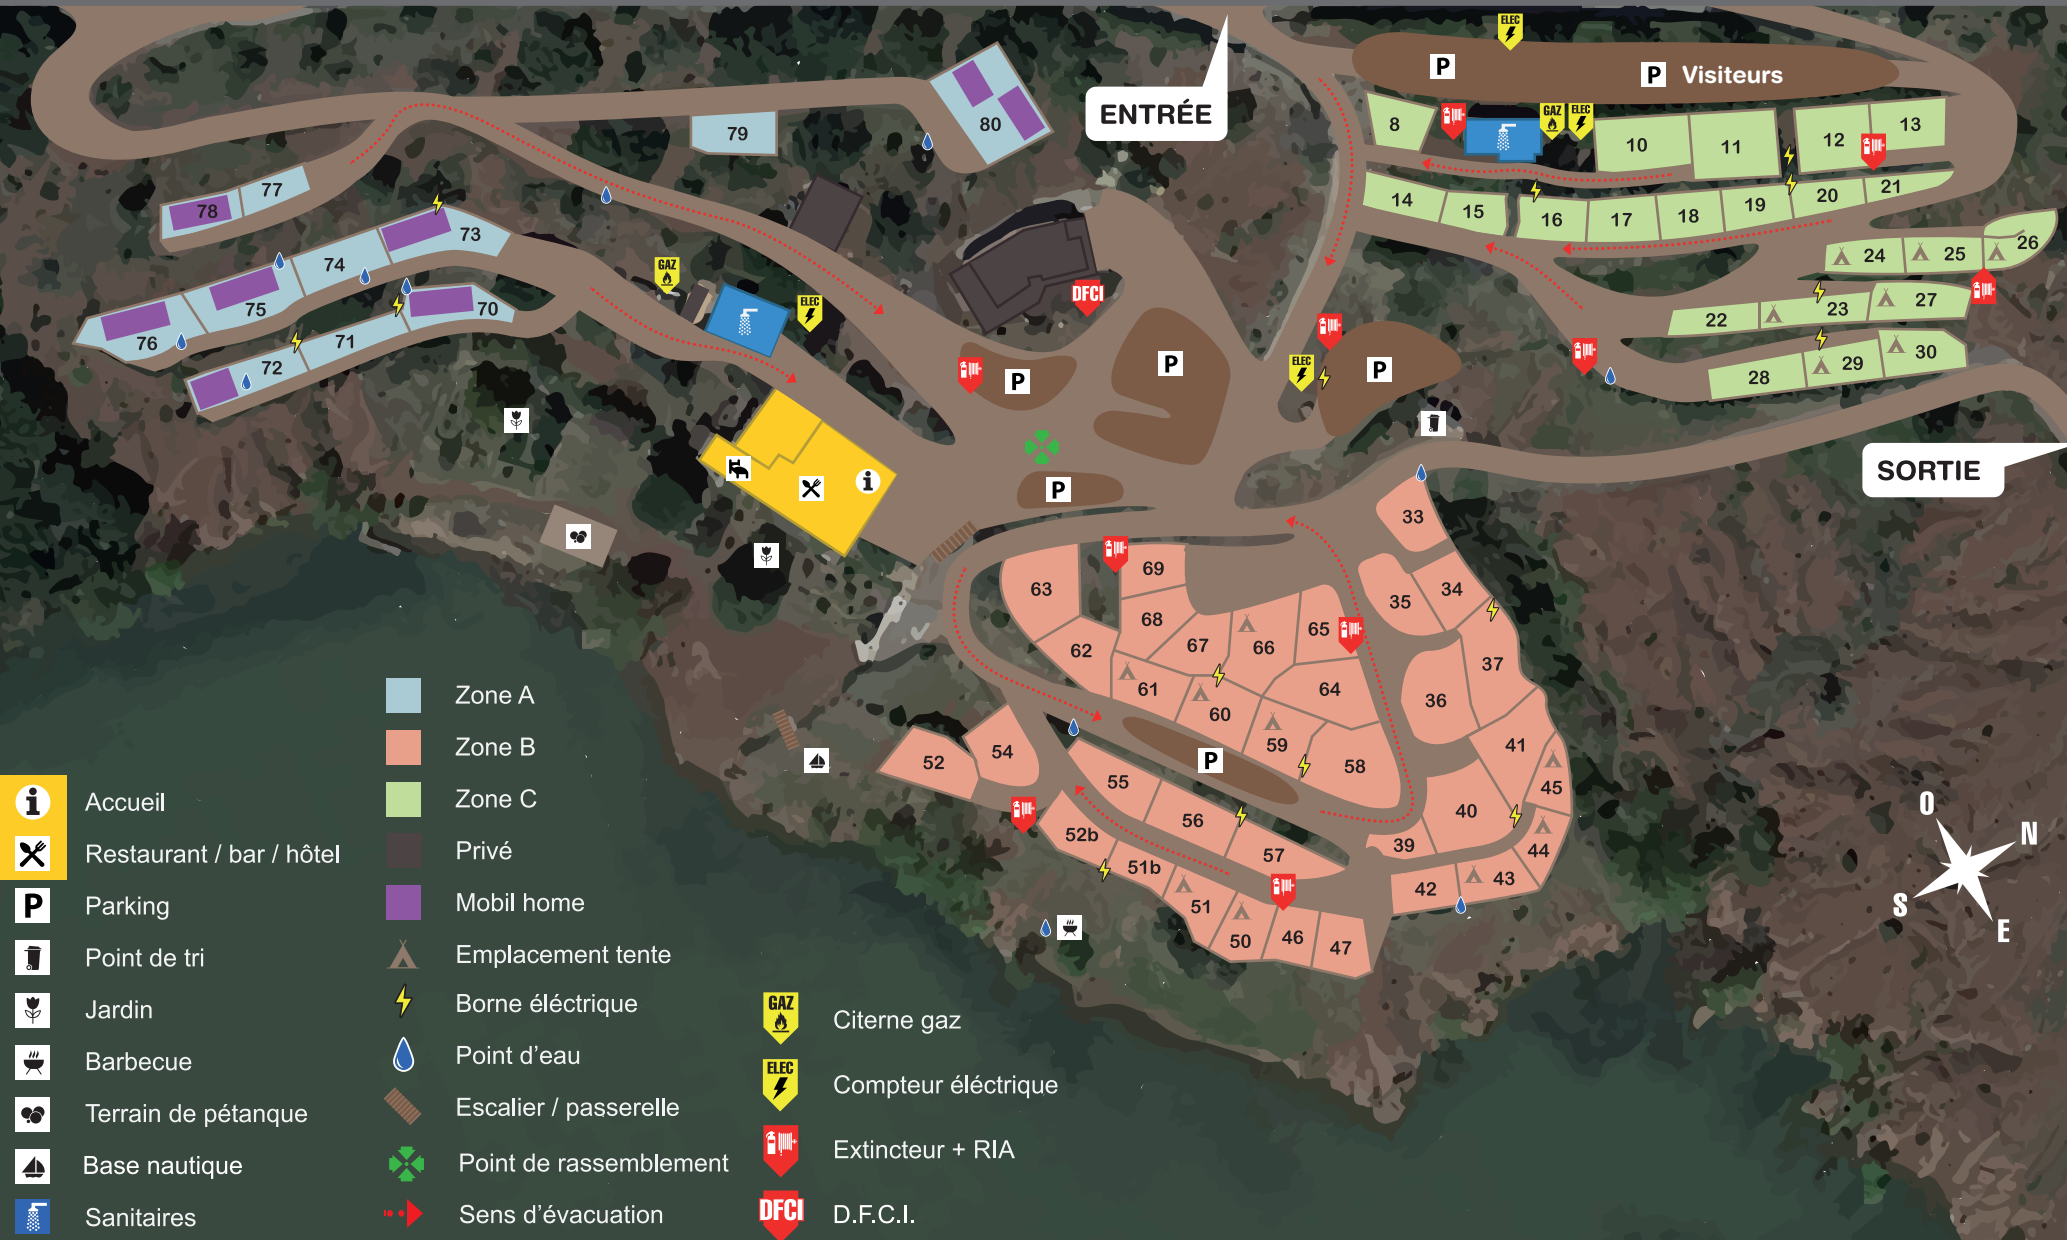 ELEC
P
P Visiteurs
ENTRÉE
8
GAZ
ELEC
10
11
12
13
79
80
77
78
14
15
16
17
18
19
20
21
73
74
75
76
70
71
72
24
25
26
22
23
27
28
29
30
GAZ
ELEC
DFCI
P
P
ELEC
P
P
SORTIE
i
33
34
35
36
37
63
69
68
62
67
66
65
61
60
64
59
58
P
41
45
40
44
39
43
42
52
54
55
56
57
52b
51b
51
50
46
47
O
N
S
E
Zone A
Zone B
Zone C
Privé
Mobil home
Emplacement tente
Borne éléctrique
Point d’eau
Escalier / passerelle
Point de rassemblement
Sens d’évacuation
i Accueil
Restaurant / bar / hôtel
P Parking
Point de tri
Jardin
Barbecue
Terrain de pétanque
Base nautique
Sanitaires
GAZ Citerne gaz
ELEC Compteur éléctrique
Extincteur + RIA
DFCI D.F.C.I.